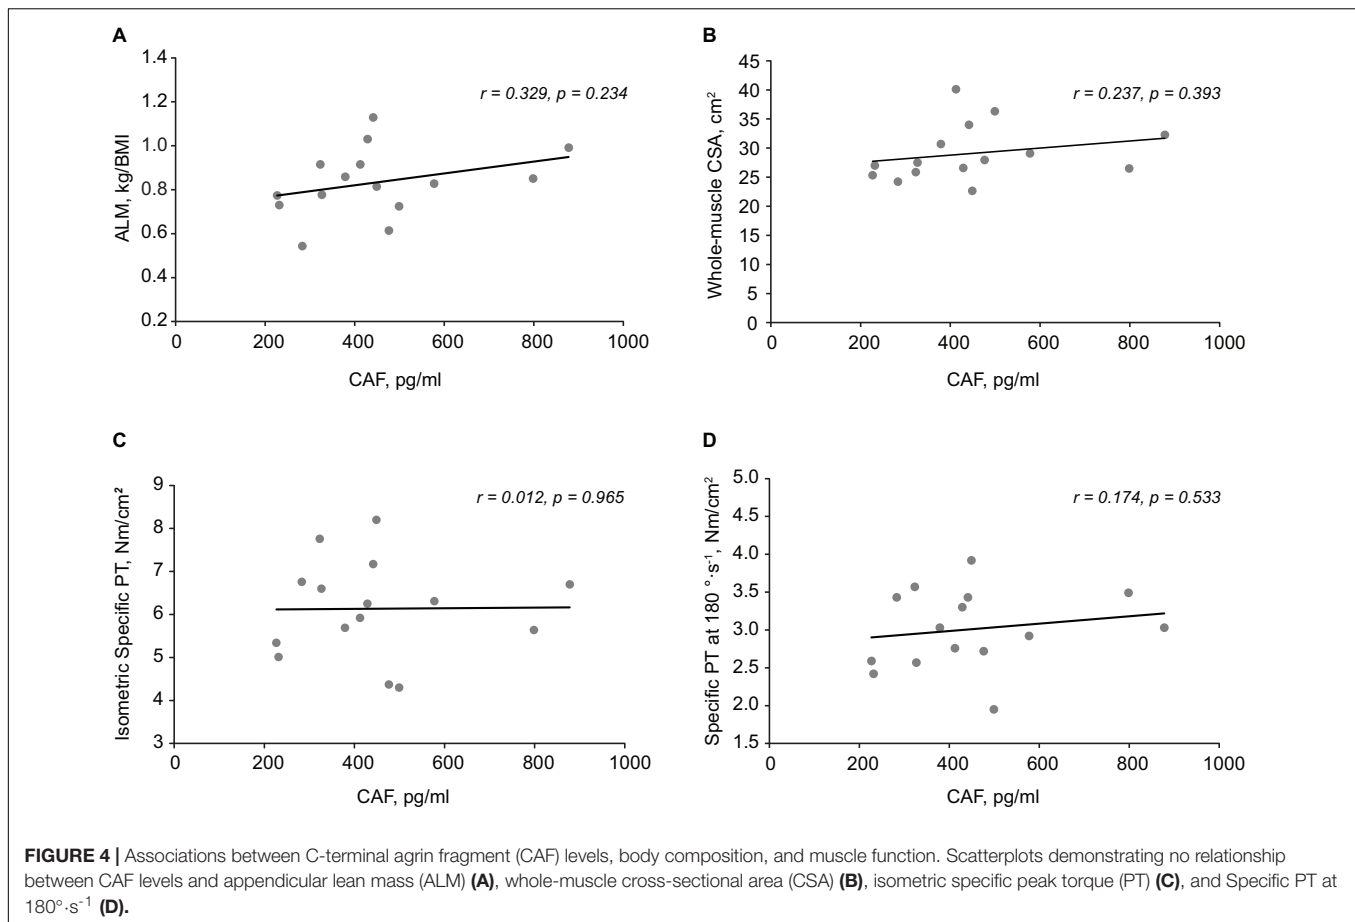 A
1.4
1.2
1.0
0.8
0.6
0.4
0.2
ALM, kg/BMI
r = 0.329, p = 0.234
0
200
400
600
800
1000
CAF, pg/ml
B
45
40
35
30
25
20
15
10
5
0
Whole-muscle CSA, cm²
r = 0.237, p = 0.393
0
200
400
600
800
1000
CAF, pg/ml
C
9
8
7
6
5
4
3
Isometric Specific PT, Nm/cm²
r = 0.012, p = 0.965
0
200
400
600
800
1000
CAF, pg/ml
D
5.0
4.5
4.0
3.5
3.0
2.5
2.0
1.5
Specific PT at 180 °·s⁻¹, Nm/cm²
r = 0.174, p = 0.533
0
200
400
600
800
1000
CAF, pg/ml
FIGURE 4 | Associations between C-terminal agrin fragment (CAF) levels, body composition, and muscle function. Scatterplots demonstrating no relationship
between CAF levels and appendicular lean mass (ALM) (A), whole-muscle cross-sectional area (CSA) (B), isometric specific peak torque (PT) (C), and Specific PT at
180°·s⁻¹ (D).